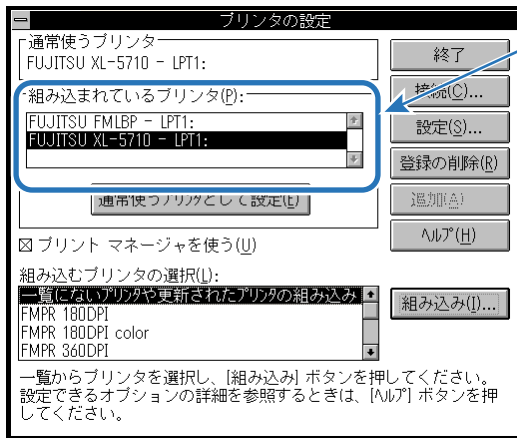 プリンタの設定
通常使うプリンタ
FUJITSU XL-5710 - LPT1:
組み込まれているプリンタ(P):
FUJITSU FMLBP - LPT1:
FUJITSU XL-5710 - LPT1:
通常使うプリンタとして設定(E)
プリント マネージャを使う(U)
組み込むプリンタの選択(L):
一覧にないプリンタや更新されたプリンタの組み込み
FMPR 180DPI
FMPR 180DPI color
FMPR 360DPI
終了
接続(C)...
設定(S)...
登録の削除(R)
追加(A)
ヘルプ(H)
組み込み(I)...
一覧からプリンタを選択し、[組み込み] ボタンを押してください。
設定できるオプションの詳細を参照するときは、[ヘルプ] ボタンを押
してください。